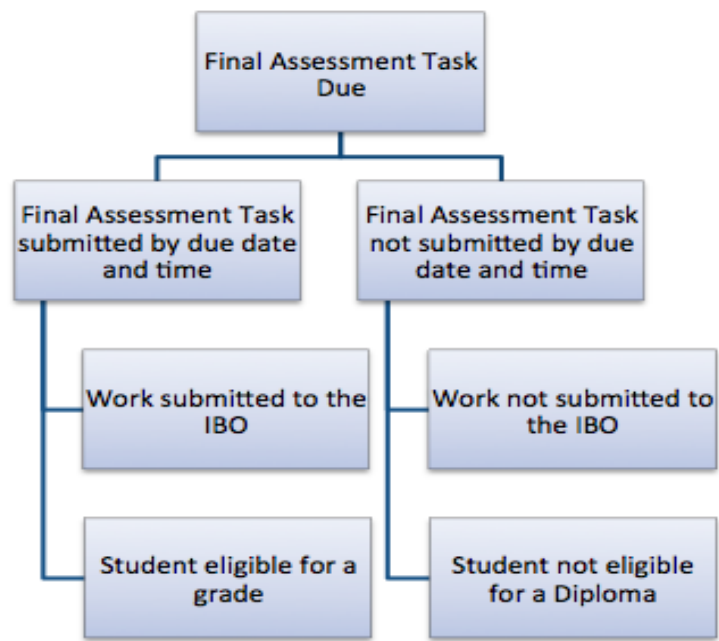 Final Assessment Task
Due
Final Assessment Task
submitted by due date
and time
Final Assessment Task
not submitted by due
date and time
Work submitted to the
IBO
Work not submitted to
the IBO
Student eligible for a
grade
Student not eligible
for a Diploma